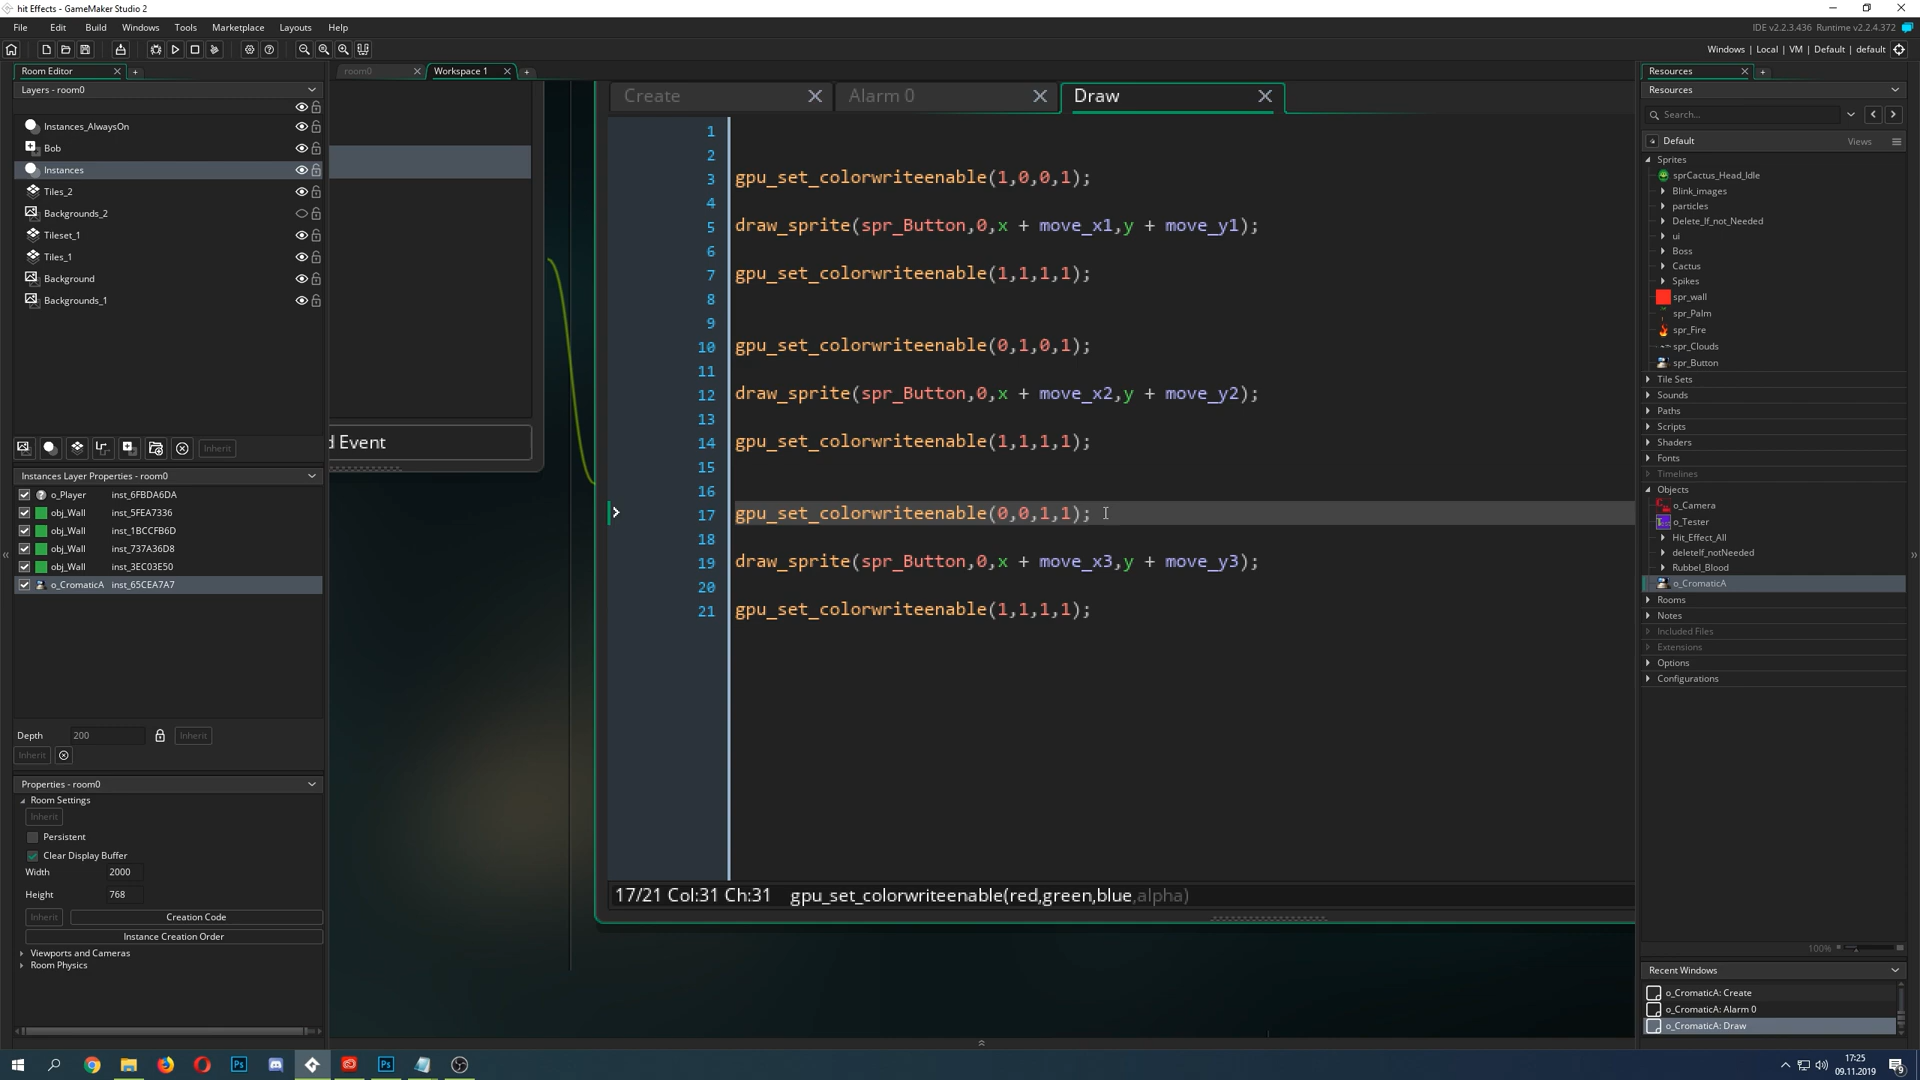 hit Effects - GameMaker Studio 2
File Edit Build Windows Tools Marketplace Layouts Help
IDE v2.2.3.436 Runtime v2.2.4.372
Windows | Local | VM | Default | default
Room Editor
Layers - room0
Instances_AlwaysOn
Bob
Instances
Tiles_2
Backgrounds_2
Tileset_1
Tiles_1
Background
Backgrounds_1
Inherit
Instances Layer Properties - room0
o_Player inst_6FBDA6DA
obj_Wall inst_5FEA7336
obj_Wall inst_1BCCFB6D
obj_Wall inst_737A36D8
obj_Wall inst_3EC03E50
o_CromaticA inst_65CEA7A7
Depth 200 Inherit
Inherit
Properties - room0
Room Settings
Inherit
Persistent
Clear Display Buffer
Width 2000
Height 768
Inherit Creation Code
Instance Creation Order
Viewports and Cameras
Room Physics
room0 Workspace 1
d Event
Create Alarm 0 Draw
1
2
3 gpu_set_colorwriteenable(1,0,0,1);
4
5 draw_sprite(spr_Button,0,x + move_x1,y + move_y1);
6
7 gpu_set_colorwriteenable(1,1,1,1);
8
9
10 gpu_set_colorwriteenable(0,1,0,1);
11
12 draw_sprite(spr_Button,0,x + move_x2,y + move_y2);
13
14 gpu_set_colorwriteenable(1,1,1,1);
15
16
17 gpu_set_colorwriteenable(0,0,1,1);
18
19 draw_sprite(spr_Button,0,x + move_x3,y + move_y3);
20
21 gpu_set_colorwriteenable(1,1,1,1);
17/21 Col:31 Ch:31 gpu_set_colorwriteenable(red,green,blue,alpha)
Resources
Resources
Search...
Default Views
Sprites
sprCactus_Head_Idle
Blink_images
particles
Delete_If_not_Needed
ui
Boss
Cactus
Spikes
spr_wall
spr_Palm
spr_Fire
spr_Clouds
spr_Button
Tile Sets
Sounds
Paths
Scripts
Shaders
Fonts
Timelines
Objects
o_Camera
o_Tester
Hit_Effect_All
deleteIf_notNeeded
Rubbel_Blood
o_CromaticA
Rooms
Notes
Included Files
Extensions
Options
Configurations
100%
Recent Windows
o_CromaticA: Create
o_CromaticA: Alarm 0
o_CromaticA: Draw
17:25
09.11.2019